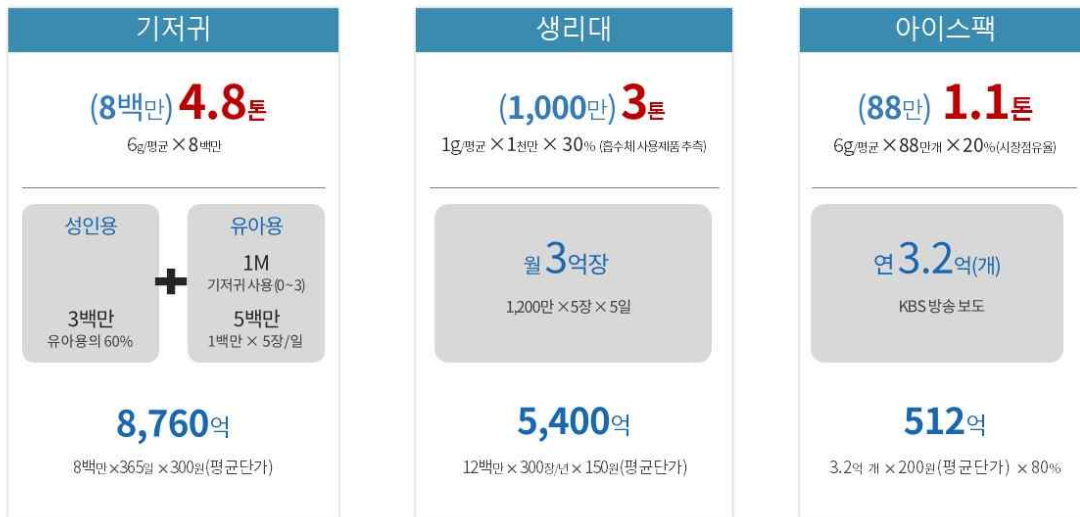 기저귀
(8백만) 4.8톤
6g/평균 ×8백만
성인용
3백만
유아용의 60%
+
유아용
1M
기저귀 사용(0~3)
5백만
1백만 × 5장/일
8,760억
8백만×365일 ×300원(평균단가)
생리대
(1,000만) 3톤
1g/평균 ×1천만 × 30% (흡수체 사용제품 추측)
월 3억장
1,200만 ×5장 ×5일
5,400억
12백만 × 300장/년 ×150원(평균단가)
아이스팩
(88만) 1.1톤
6g/평균 ×88만개 ×20%(시장점유율)
연 3.2억(개)
KBS 방송 보도
512억
3.2억 개 ×200원(평균단가) ×80%